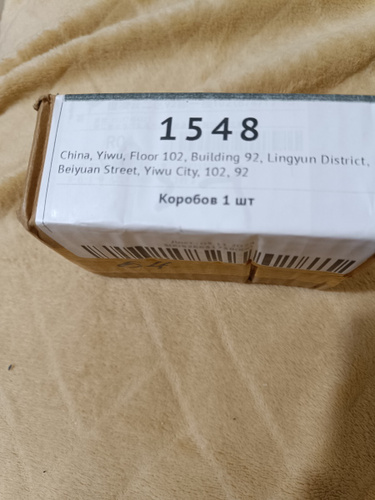 1548
China, Yiwu, Floor 102, Building 92, Lingyun District,
Beiyuan Street, Yiwu City, 102, 92
Коробов 1 шт